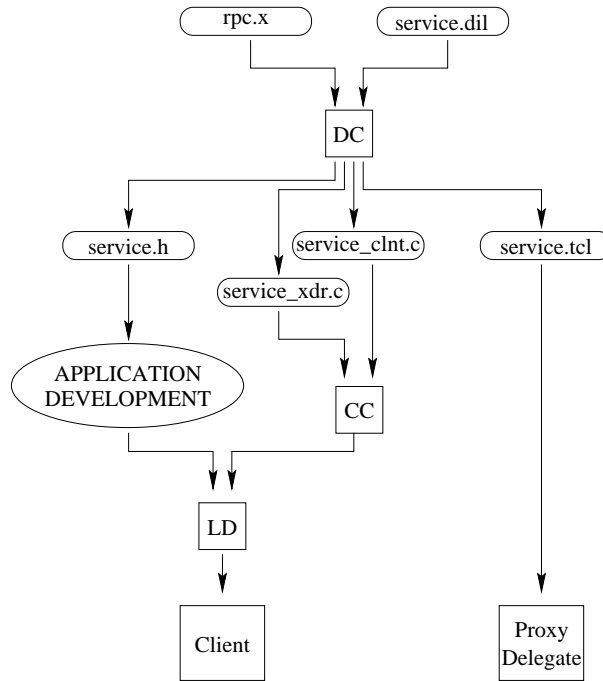 rpc.x
service.dil
DC
service.h
service_clnt.c
service.tcl
service_xdr.c
APPLICATION
DEVELOPMENT
CC
LD
Client
Proxy
Delegate